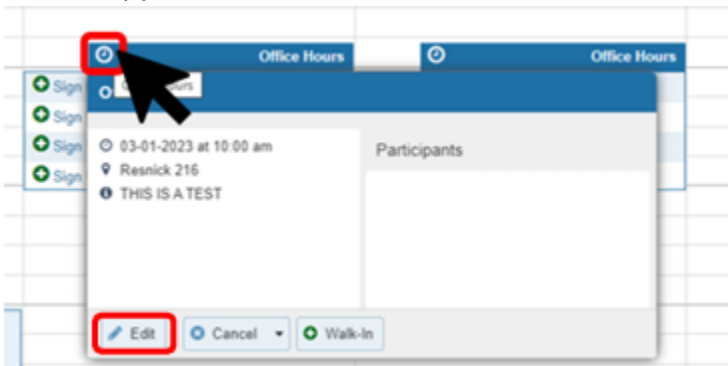 Office Hours
Office Hours
Sign
Sign
Sign
Sign
03-01-2023 at 10:00 am
Resnick 216
THIS IS A TEST
Participants
Edit
Cancel
Walk-In